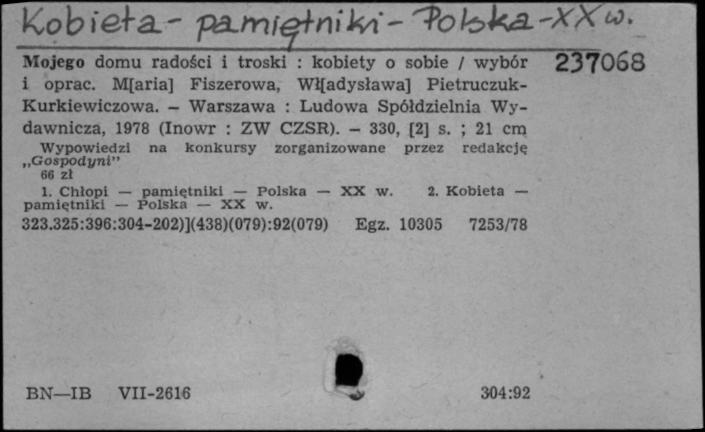 Kobieta - pamiętniki - Polska - XX w.
Mojego domu radości i troski : kobiety o sobie / wybór 237068
i oprac. M[aria] Fiszerowa, Wł[adysława] Pietruczuk-
Kurkiewiczowa. — Warszawa : Ludowa Spółdzielnia Wy-
dawnicza, 1978 (Inowr : ZW CZSR). — 330, [2] s. ; 21 cm
Wypowiedzi na konkursy zorganizowane przez redakcję
„Gospodyni”
66 zł
1. Chłopi — pamiętniki — Polska — XX w. 2. Kobieta —
pamiętniki — Polska — XX w.
323.325:396:304-202)](438)(079):92(079) Egz. 10305 7253/78
BN—IB VII-2616 304:92